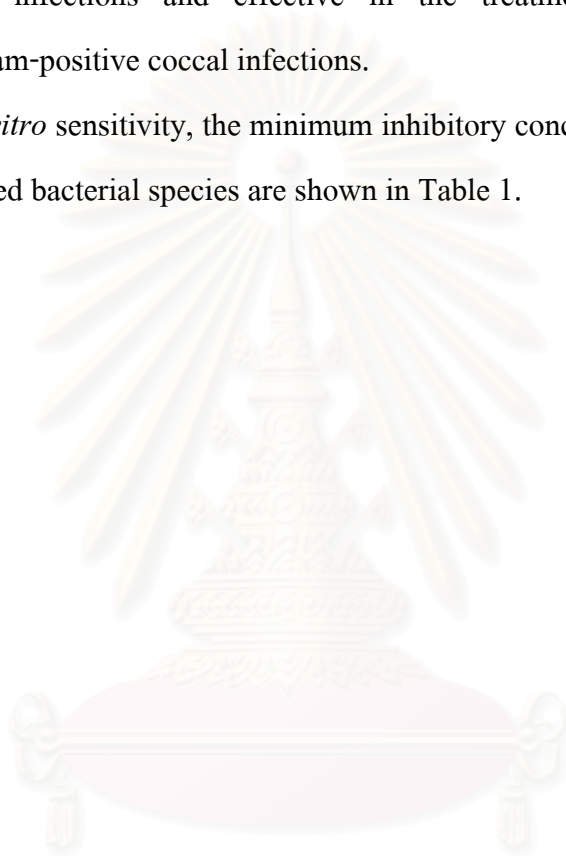 infections and effective in the treatm
am-positive coccal infections.
itro sensitivity, the minimum inhibitory conc
ed bacterial species are shown in Table 1.